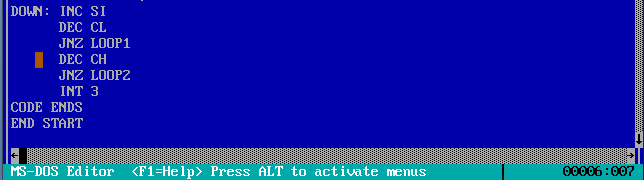 DOWN: INC SI
DEC CL
JNZ LOOP1
DEC CH
JNZ LOOP2
INT 3
CODE ENDS
END START
MS-DOS Editor <F1=Help> Press ALT to activate menus 00006:007